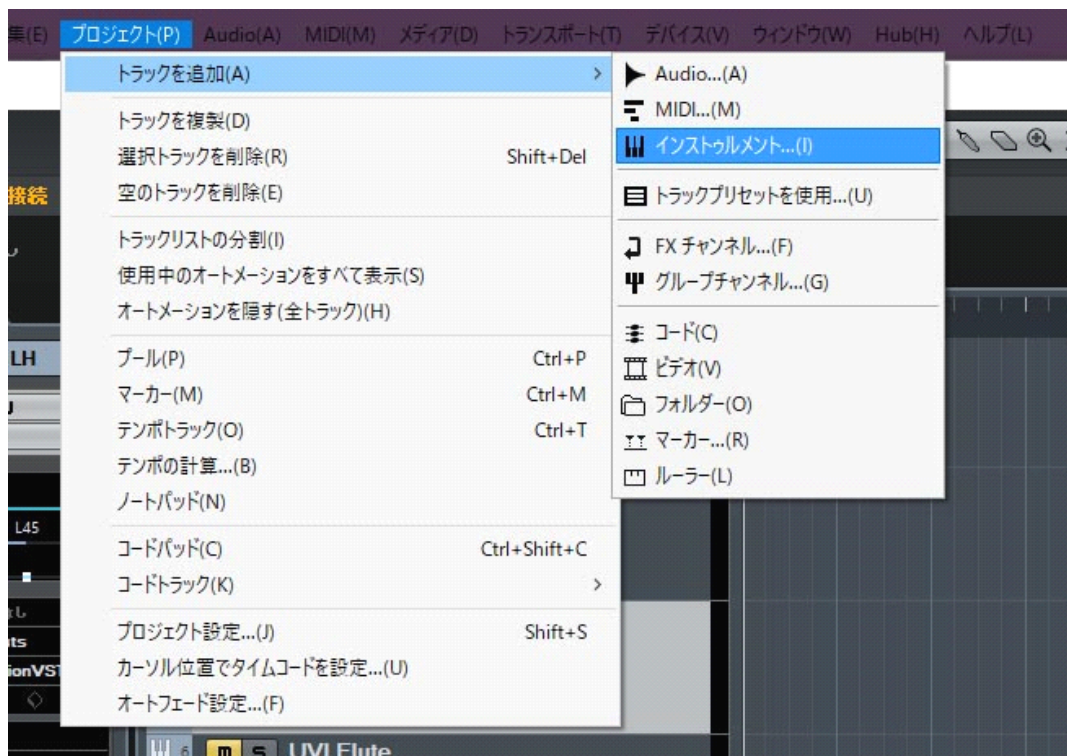 集(E) プロジェクト(P) Audio(A) MIDI(M) メディア(D) トランスポート(T) デバイス(V) ウィンドウ(W) Hub(H) ヘルプ(L)
トラックを追加(A)
トラックを複製(D)
選択トラックを削除(R) Shift+Del
空のトラックを削除(E)
トラックリストの分割(I)
使用中のオートメーションをすべて表示(S)
オートメーションを隠す(全トラック)(H)
プール(P) Ctrl+P
マーカー(M) Ctrl+M
テンポトラック(O) Ctrl+T
テンポの計算...(B)
ノートパッド(N)
コードパッド(C) Ctrl+Shift+C
コードトラック(K)
プロジェクト設定...(J) Shift+S
カーソル位置でタイムコードを設定...(U)
オートフェード設定...(F)
Audio...(A)
MIDI...(M)
インストゥルメント...(I)
トラックプリセットを使用...(U)
FX チャンネル...(F)
グループチャンネル...(G)
コード(C)
ビデオ(V)
フォルダー(O)
マーカー...(R)
ルーラー(L)
接続
LH
L45
ionVST
6 m S UVI Flute